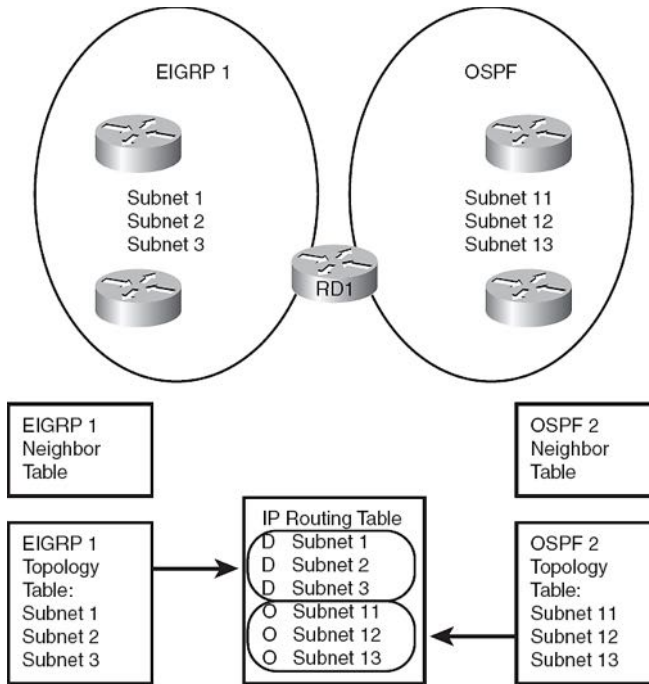 EIGRP 1
OSPF
Subnet 1
Subnet 2
Subnet 3
Subnet 11
Subnet 12
Subnet 13
RD1
EIGRP 1
Neighbor
Table
OSPF 2
Neighbor
Table
EIGRP 1
Topology
Table:
Subnet 1
Subnet 2
Subnet 3
IP Routing Table
D Subnet 1
D Subnet 2
D Subnet 3
O Subnet 11
O Subnet 12
O Subnet 13
OSPF 2
Topology
Table:
Subnet 11
Subnet 12
Subnet 13